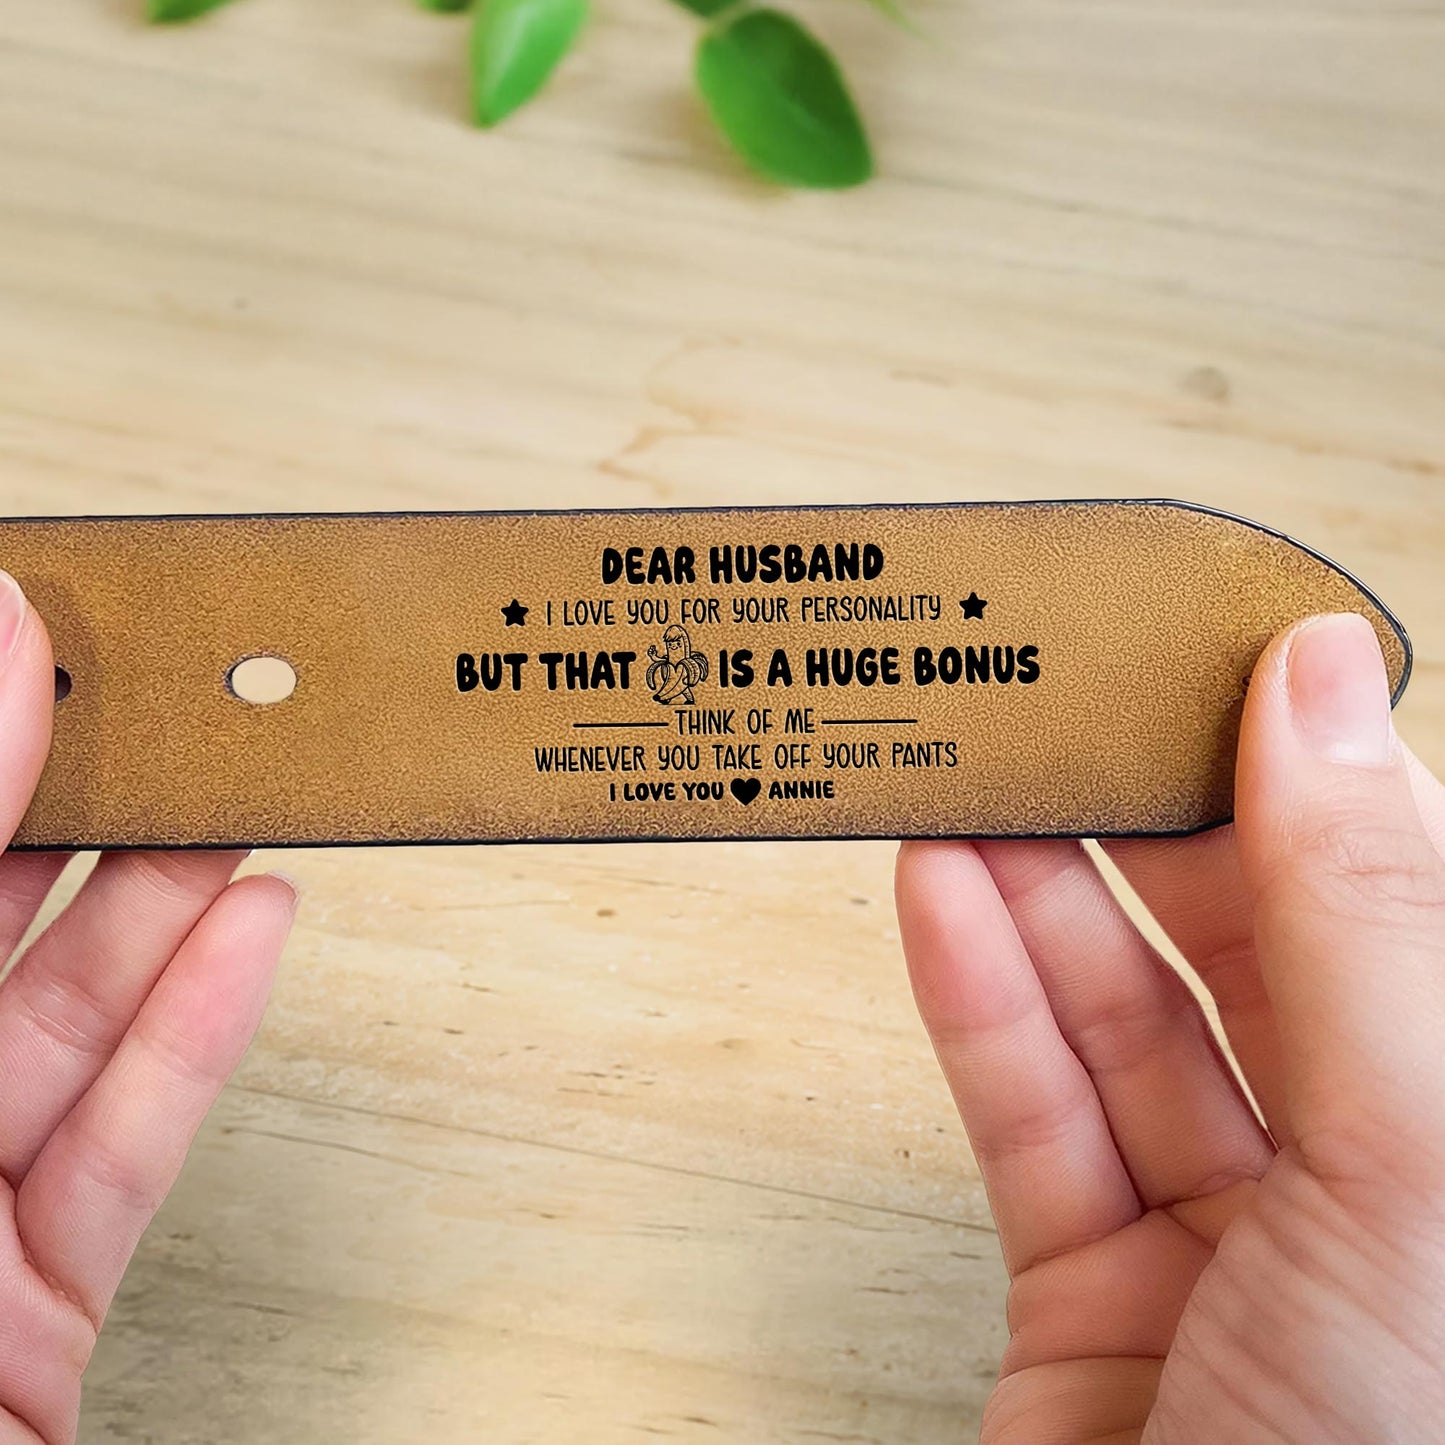 DEAR HUSBAND
I LOVE YOU FOR YOUR PERSONALITY
BUT THAT IS A HUGE BONUS
THINK OF ME
WHENEVER YOU TAKE OFF YOUR PANTS
I LOVE YOU ANNIE